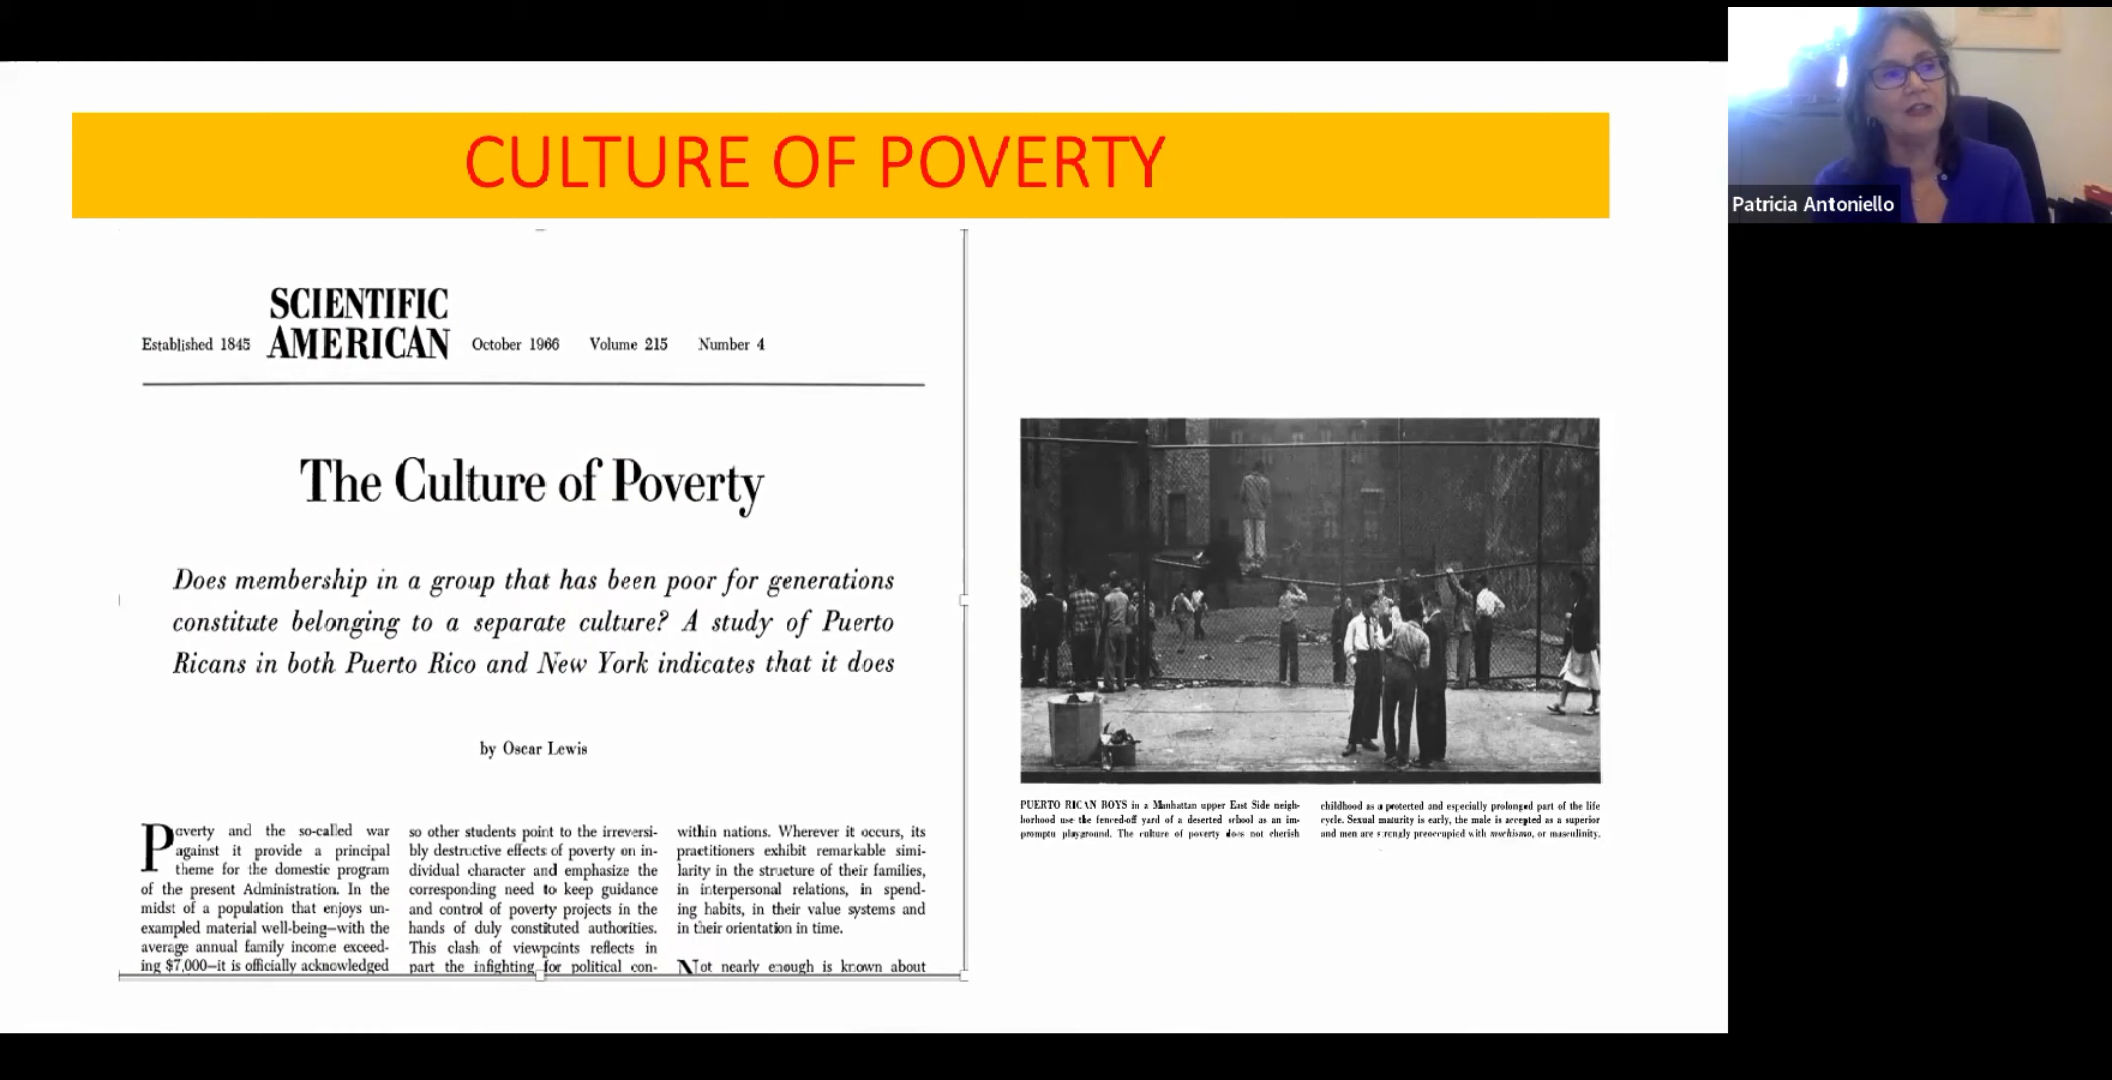 CULTURE OF POVERTY
Patricia Antoniello
SCIENTIFIC
AMERICAN
Established 1845
October 1966 Volume 215 Number 4
The Culture of Poverty
Does membership in a group that has been poor for generations
constitute belonging to a separate culture? A study of Puerto
Ricans in both Puerto Rico and New York indicates that it does
by Oscar Lewis
Poverty and the so-called war
against it provide a principal
theme for the domestic program
of the present Administration. In the
midst of a population that enjoys un-
exampled material well-being—with the
average annual family income exceed-
ing $7,000—it is officially acknowledged
so other students point to the irreversi-
bly destructive effects of poverty on in-
dividual character and emphasize the
corresponding need to keep guidance
and control of poverty projects in the
hands of duly constituted authorities.
This clash of viewpoints reflects in
part the infighting for political con-
within nations. Wherever it occurs, its
practitioners exhibit remarkable simi-
larity in the structure of their families,
in interpersonal relations, in spend-
ing habits, in their value systems and
in their orientation in time.
Not nearly enough is known about
PUERTO RICAN BOYS in a Manhattan upper East Side neigh-
borhood use the fenced-off yard of a deserted school as an im-
promptu playground. The culture of poverty does not cherish
childhood as a protected and especially prolonged part of the life
cycle. Sexual maturity is early, the male is accepted as a superior
and men are strongly preoccupied with machismo, or masculinity.